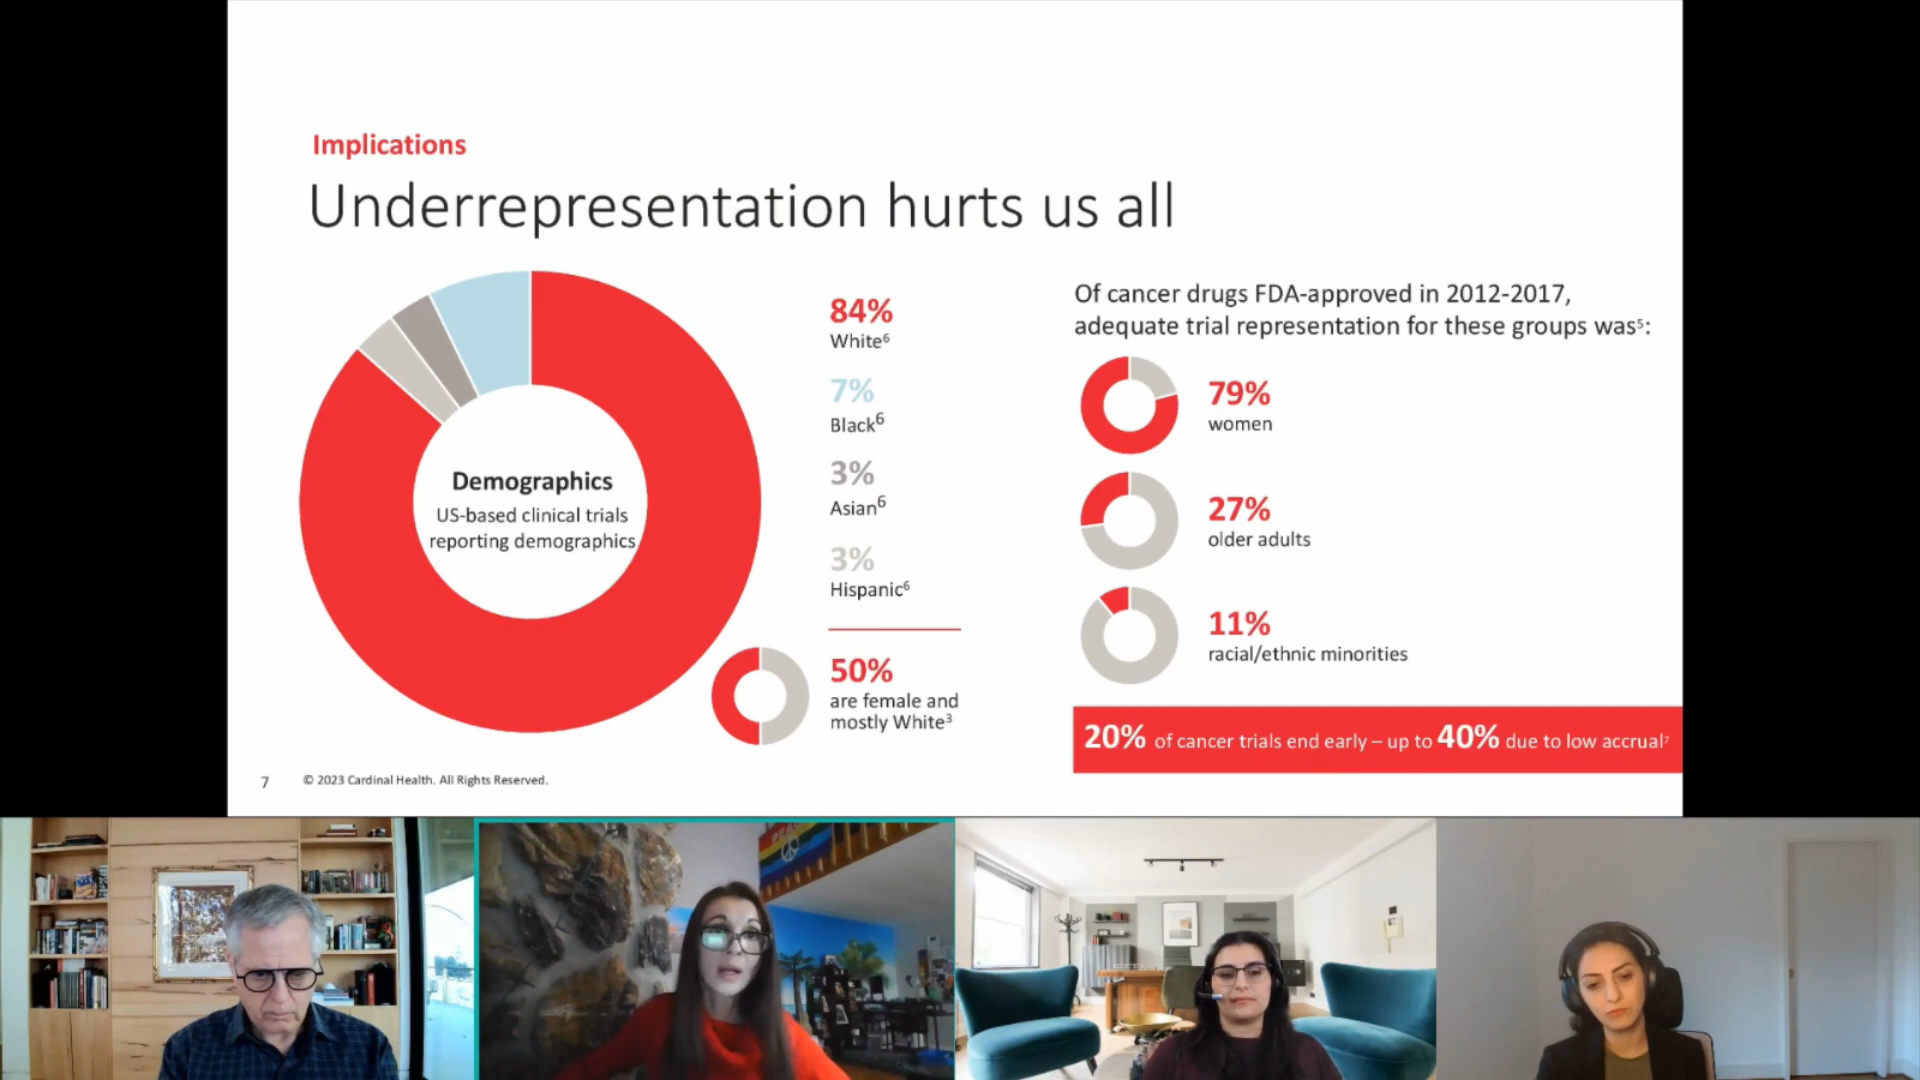 Implications
Underrepresentation hurts us all
Demographics
US-based clinical trials
reporting demographics
84%
White⁶
7%
Black⁶
3%
Asian⁶
3%
Hispanic⁶
50%
are female and
mostly White³
Of cancer drugs FDA-approved in 2012-2017,
adequate trial representation for these groups was⁵:
79%
women
27%
older adults
11%
racial/ethnic minorities
20% of cancer trials end early – up to 40% due to low accrual⁷
7
© 2023 Cardinal Health. All Rights Reserved.